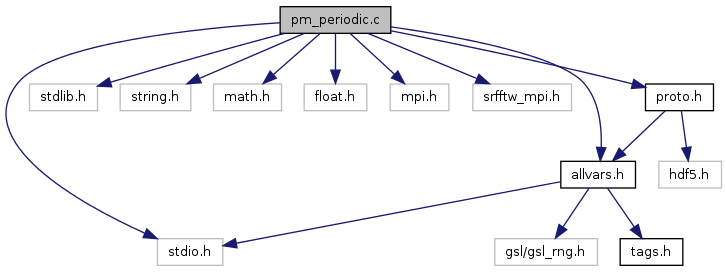 pm_periodic.c
stdlib.h
string.h
math.h
float.h
mpi.h
srfftw_mpi.h
proto.h
allvars.h
hdf5.h
stdio.h
gsl/gsl_rng.h
tags.h